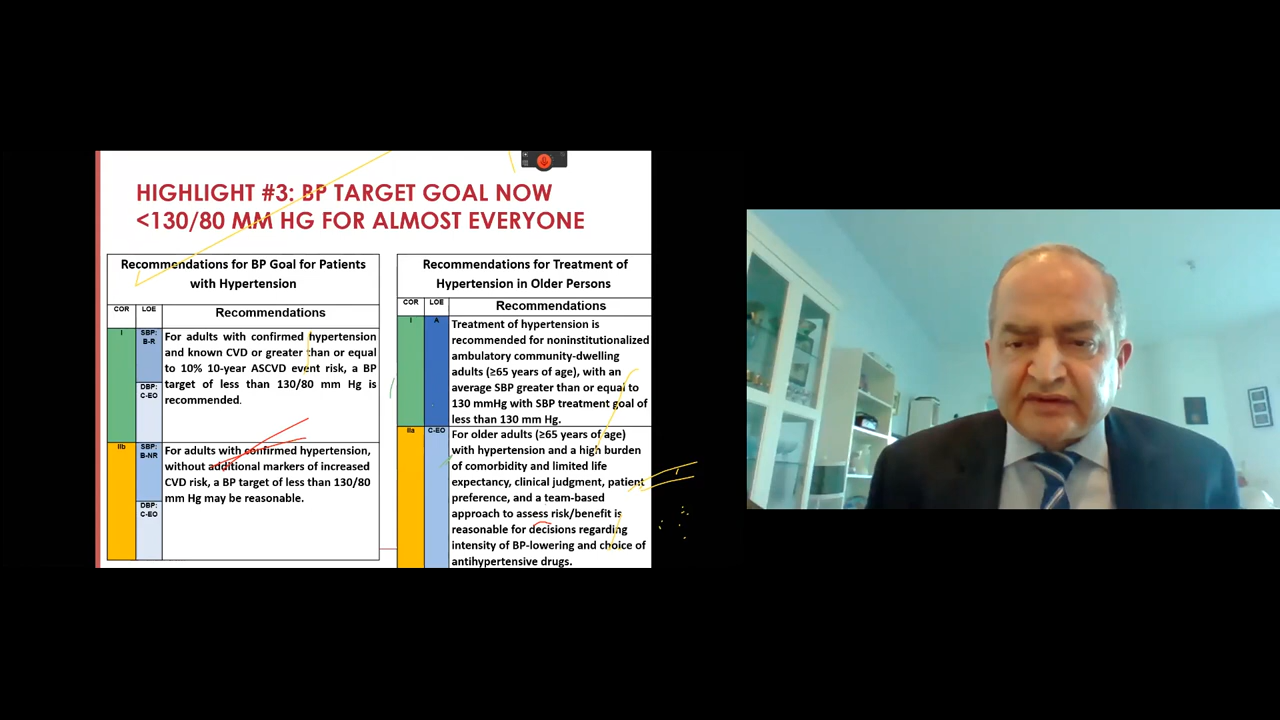 HIGHLIGHT #3: BP TARGET GOAL NOW
<130/80 MM HG FOR ALMOST EVERYONE
Recommendations for BP Goal for Patients
with Hypertension
COR
LOE
Recommendations
I
SBP:
B-R
DBP:
C-EO
For adults with confirmed hypertension
and known CVD or greater than or equal
to 10% 10-year ASCVD event risk, a BP
target of less than 130/80 mm Hg is
recommended.
IIb
SBP:
B-NR
DBP:
C-EO
For adults with confirmed hypertension,
without additional markers of increased
CVD risk, a BP target of less than 130/80
mm Hg may be reasonable.
Recommendations for Treatment of
Hypertension in Older Persons
COR
LOE
Recommendations
I
A
Treatment of hypertension is
recommended for noninstitutionalized
ambulatory community-dwelling
adults (≥65 years of age), with an
average SBP greater than or equal to
130 mmHg with SBP treatment goal of
less than 130 mm Hg.
IIa
C-EO
For older adults (≥65 years of age)
with hypertension and a high burden
of comorbidity and limited life
expectancy, clinical judgment, patient
preference, and a team-based
approach to assess risk/benefit is
reasonable for decisions regarding
intensity of BP-lowering and choice of
antihypertensive drugs.